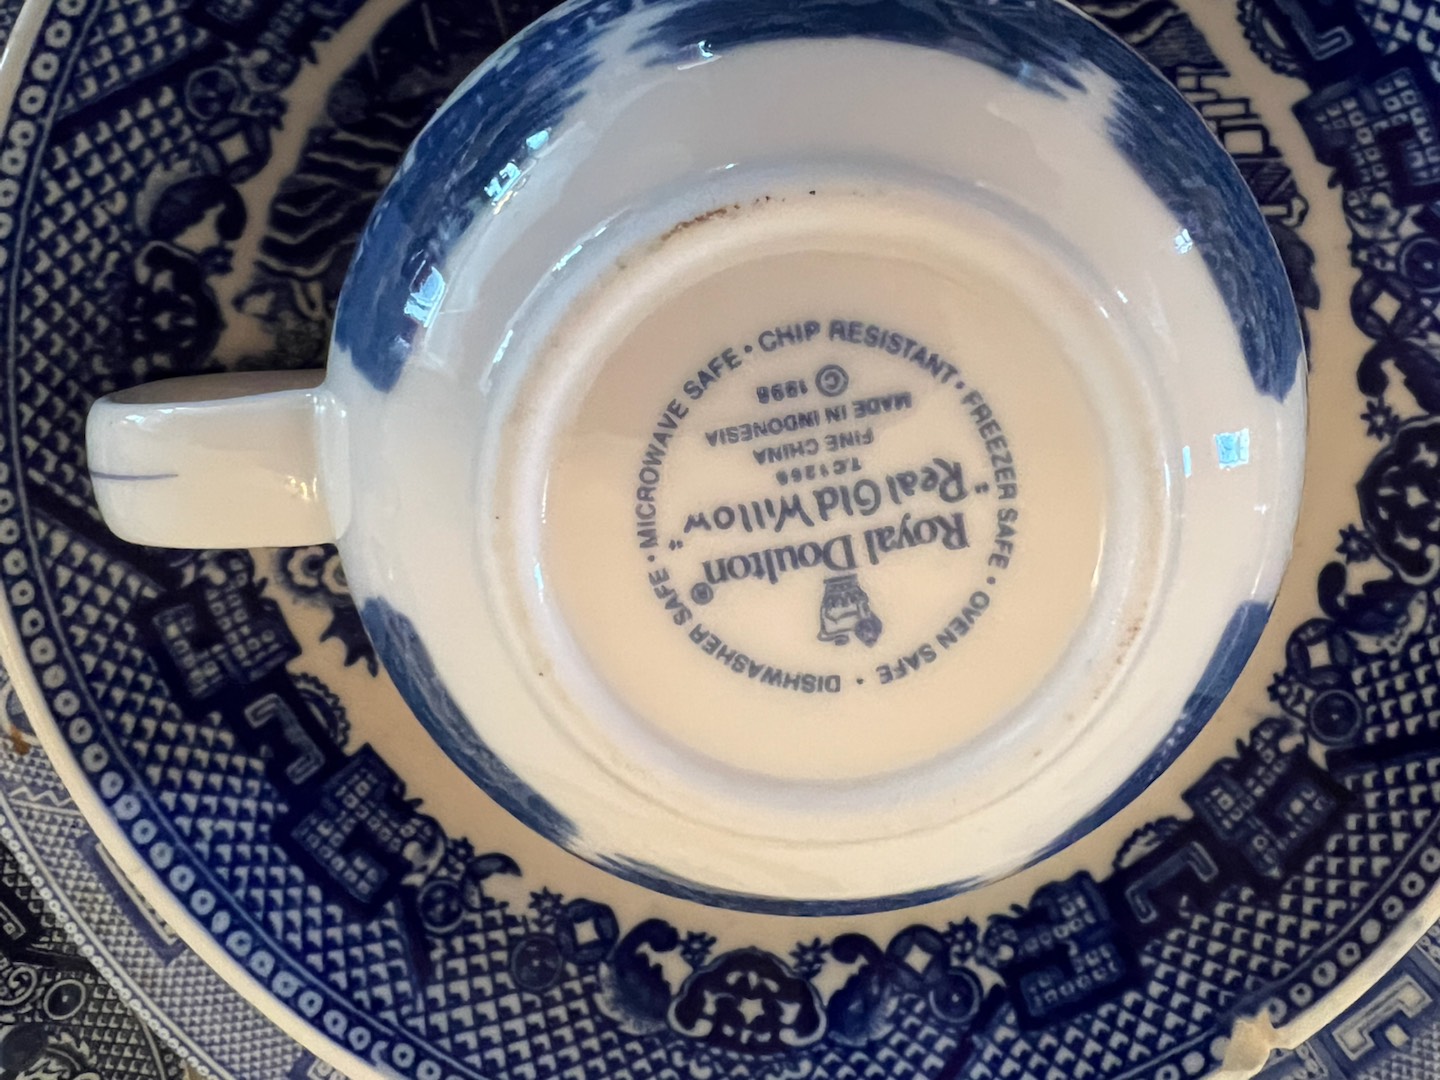 Royal Doulton®
"Real Old Willow"
T.C.1266
FINE CHINA
MADE IN INDONESIA
© 1998
DISHWASHER SAFE • MICROWAVE SAFE • CHIP RESISTANT • FREEZER SAFE • OVEN SAFE •